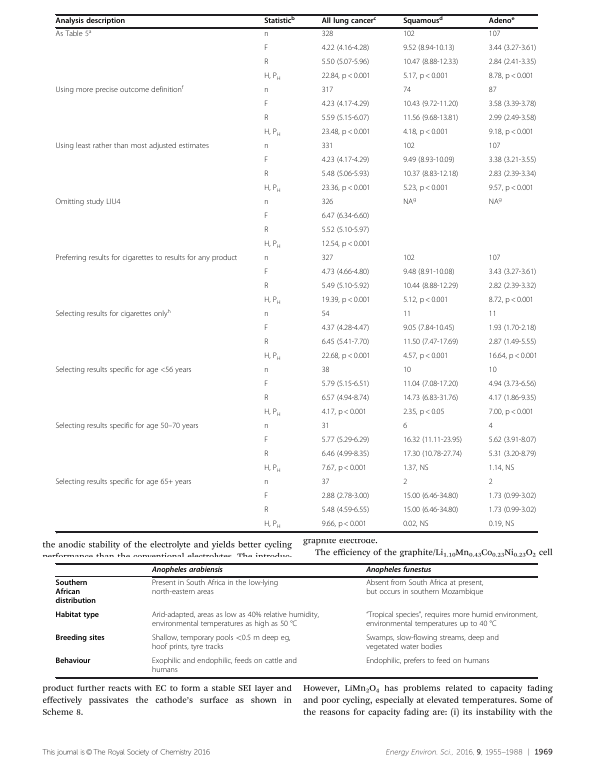 Analysis description Statistic^b All lung cancer^c Squamous^d Adeno^e
As Table 5^a n 328 102 107
F 4.22 (4.16-4.28) 9.52 (8.94-10.13) 3.44 (3.27-3.61)
R 5.50 (5.07-5.96) 10.47 (8.88-12.33) 2.84 (2.41-3.35)
H, P_H 22.84, p < 0.001 5.17, p < 0.001 8.78, p < 0.001
Using more precise outcome definition^f n 317 74 87
F 4.23 (4.17-4.29) 10.43 (9.72-11.20) 3.58 (3.39-3.78)
R 5.59 (5.15-6.07) 11.56 (9.68-13.81) 2.99 (2.49-3.58)
H, P_H 23.48, p < 0.001 4.18, p < 0.001 9.18, p < 0.001
Using least rather than most adjusted estimates n 331 102 107
F 4.23 (4.17-4.29) 9.49 (8.93-10.09) 3.38 (3.21-3.55)
R 5.48 (5.06-5.93) 10.37 (8.83-12.18) 2.83 (2.39-3.34)
H, P_H 23.36, p < 0.001 5.23, p < 0.001 9.57, p < 0.001
Omitting study LIU4 n 326 NA^g NA^g
F 6.47 (6.34-6.60)
R 5.52 (5.10-5.97)
H, P_H 12.54, p < 0.001
Preferring results for cigarettes to results for any product n 327 102 107
F 4.73 (4.66-4.80) 9.48 (8.91-10.08) 3.43 (3.27-3.61)
R 5.49 (5.10-5.92) 10.44 (8.88-12.29) 2.82 (2.39-3.32)
H, P_H 19.39, p < 0.001 5.12, p < 0.001 8.72, p < 0.001
Selecting results for cigarettes only^h n 54 11 11
F 4.37 (4.28-4.47) 9.05 (7.84-10.45) 1.93 (1.70-2.18)
R 6.45 (5.41-7.70) 11.50 (7.47-17.69) 2.87 (1.49-5.55)
H, P_H 22.68, p < 0.001 4.57, p < 0.001 16.64, p < 0.001
Selecting results specific for age <56 years n 38 10 10
F 5.79 (5.15-6.51) 11.04 (7.08-17.20) 4.94 (3.73-6.56)
R 6.57 (4.94-8.74) 14.73 (6.83-31.76) 4.17 (1.86-9.35)
H, P_H 4.17, p < 0.001 2.35, p < 0.05 7.00, p < 0.001
Selecting results specific for age 50–70 years n 31 6 4
F 5.77 (5.29-6.29) 16.32 (11.11-23.95) 5.62 (3.91-8.07)
R 6.46 (4.99-8.35) 17.30 (10.78-27.74) 5.31 (3.20-8.79)
H, P_H 7.67, p < 0.001 1.37, NS 1.14, NS
Selecting results specific for age 65+ years n 37 2 2
F 2.88 (2.78-3.00) 15.00 (6.46-34.80) 1.73 (0.99-3.02)
R 5.48 (4.59-6.55) 15.00 (6.46-34.80) 1.73 (0.99-3.02)
H, P_H 9.66, p < 0.001 0.02, NS 0.19, NS
the anodic stability of the electrolyte and yields better cycling
performance than the conventional electrolytes. The introduc-
graphite electrode.
The efficiency of the graphite/Li1.10Mn0.43Co0.23Ni0.23O2 cell
Anopheles arabiensis Anopheles funestus
Southern African distribution Present in South Africa in the low-lying north-eastern areas Absent from South Africa at present, but occurs in southern Mozambique
Habitat type Arid-adapted, areas as low as 40% relative humidity, environmental temperatures as high as 50 °C "Tropical species", requires more humid environment, environmental temperatures up to 40 °C
Breeding sites Shallow, temporary pools <0.5 m deep eg, hoof prints, tyre tracks Swamps, slow-flowing streams, deep and vegetated water bodies
Behaviour Exophilic and endophilic, feeds on cattle and humans Endophilic, prefers to feed on humans
product further reacts with EC to form a stable SEI layer and
effectively passivates the cathode's surface as shown in
Scheme 8.
However, LiMn2O4 has problems related to capacity fading
and poor cycling, especially at elevated temperatures. Some of
the reasons for capacity fading are: (i) its instability with the
This journal is © The Royal Society of Chemistry 2016
Energy Environ. Sci., 2016, 9, 1955–1988 | 1969